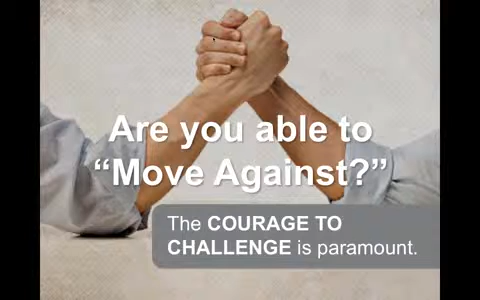 Are you able to
“Move Against?”
The COURAGE TO
CHALLENGE is paramount.